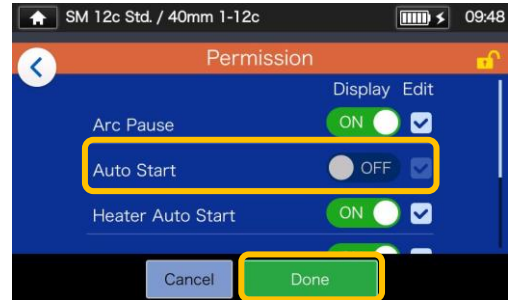 SM 12c Std. / 40mm 1-12c 09:48
Permission
Display Edit
Arc Pause ON
Auto Start OFF
Heater Auto Start ON
Cancel Done